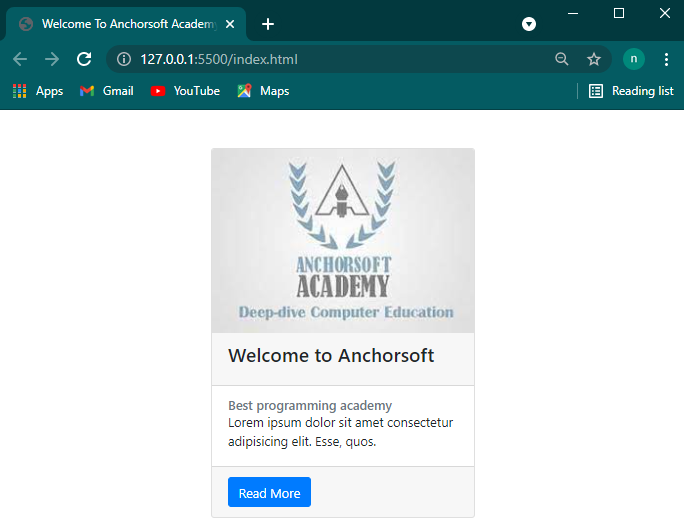 Welcome To Anchorsoft Academy
127.0.0.1:5500/index.html
n
Apps
Gmail
YouTube
Maps
Reading list
ANCHORSOFT
ACADEMY
Deep-dive Computer Education
Welcome to Anchorsoft
Best programming academy
Lorem ipsum dolor sit amet consectetur
adipisicing elit. Esse, quos.
Read More